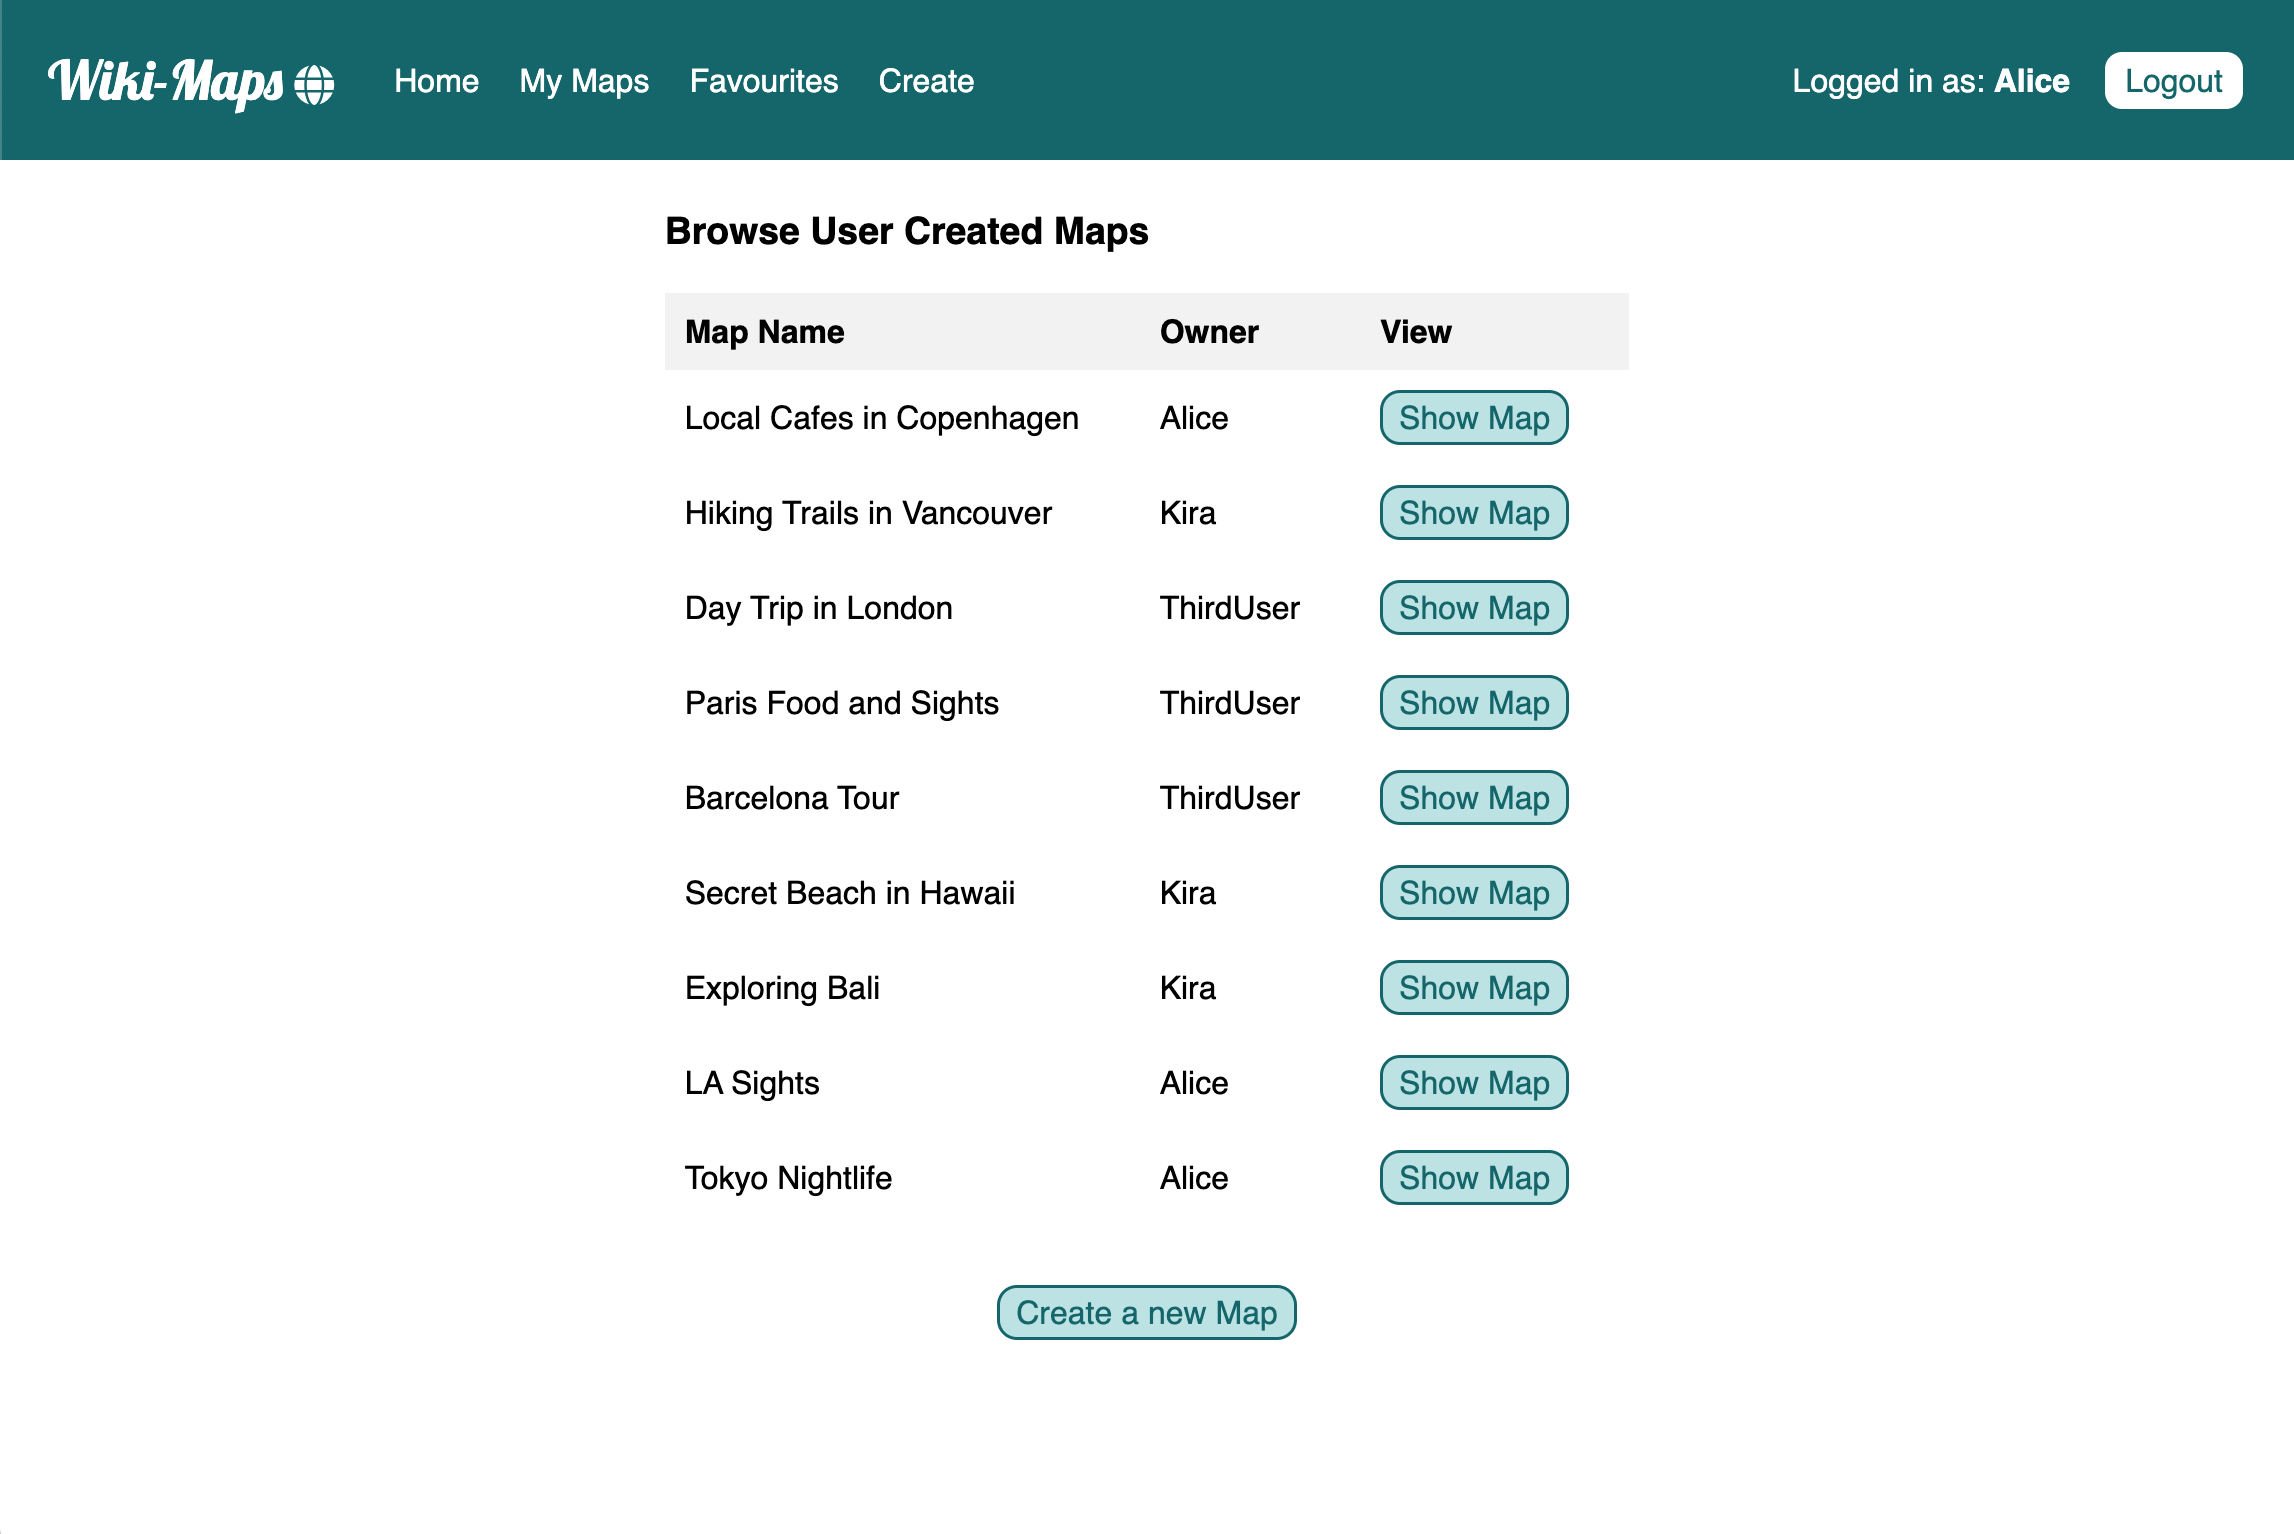 Wiki-Maps Home My Maps Favourites Create Logged in as: Alice Logout
Browse User Created Maps
Map Name Owner View
Local Cafes in Copenhagen Alice Show Map
Hiking Trails in Vancouver Kira Show Map
Day Trip in London ThirdUser Show Map
Paris Food and Sights ThirdUser Show Map
Barcelona Tour ThirdUser Show Map
Secret Beach in Hawaii Kira Show Map
Exploring Bali Kira Show Map
LA Sights Alice Show Map
Tokyo Nightlife Alice Show Map
Create a new Map